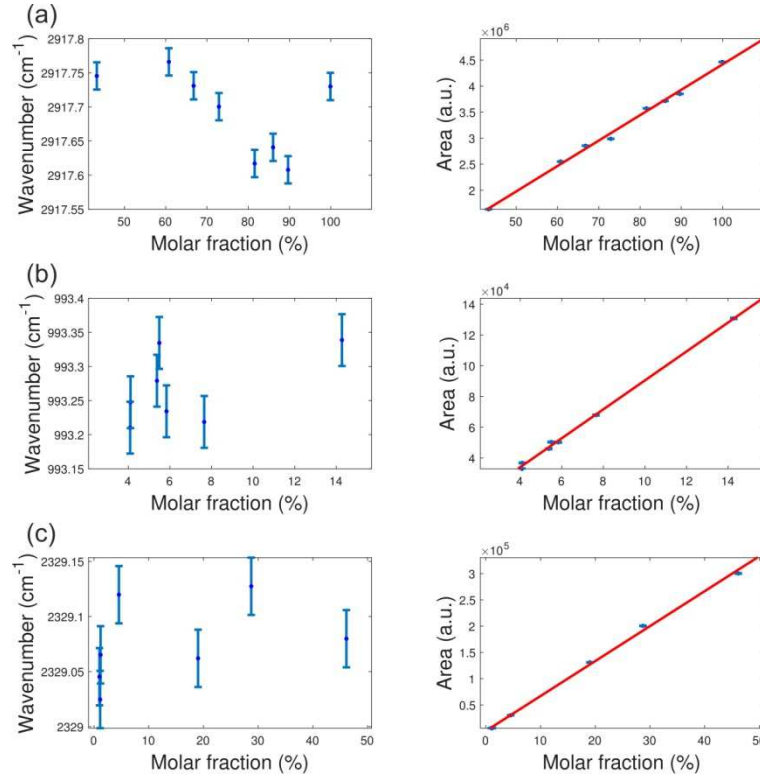 (a)
2917.8
2917.75
2917.7
2917.65
2917.6
2917.55
Wavenumber (cm-1)
50 60 70 80 90 100
Molar fraction (%)
×10⁶
4.5
4
3.5
3
2.5
2
Area (a.u.)
50 60 70 80 90 100
Molar fraction (%)
(b)
993.4
993.35
993.3
993.25
993.2
993.15
Wavenumber (cm-1)
4 6 8 10 12 14
Molar fraction (%)
×10⁴
14
12
10
8
6
4
Area (a.u.)
4 6 8 10 12 14
Molar fraction (%)
(c)
2329.15
2329.1
2329.05
2329
Wavenumber (cm-1)
0 10 20 30 40 50
Molar fraction (%)
×10⁵
3
2.5
2
1.5
1
0.5
Area (a.u.)
0 10 20 30 40 50
Molar fraction (%)